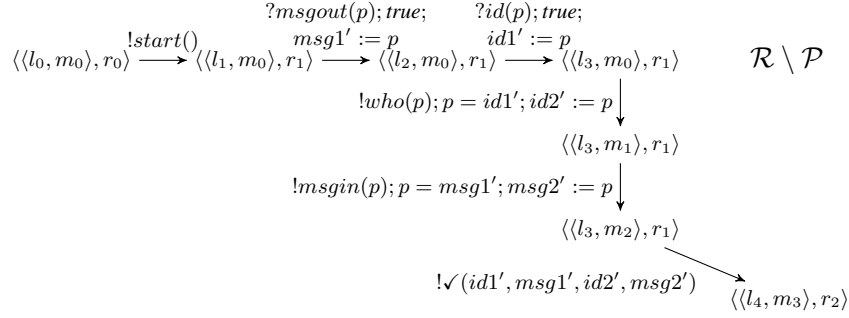 ?msgout(p); true; ?id(p); true;
!start() msg1′ := p id1′ := p
⟨⟨l₀, m₀⟩, r₀⟩ ⟨⟨l₁, m₀⟩, r₁⟩ ⟨⟨l₂, m₀⟩, r₁⟩ ⟨⟨l₃, m₀⟩, r₁⟩ ℛ \ 𝒫
!who(p); p = id1′; id2′ := p
⟨⟨l₃, m₁⟩, r₁⟩
!msgin(p); p = msg1′; msg2′ := p
⟨⟨l₃, m₂⟩, r₁⟩
!✓(id1′, msg1′, id2′, msg2′)
⟨⟨l₄, m₃⟩, r₂⟩